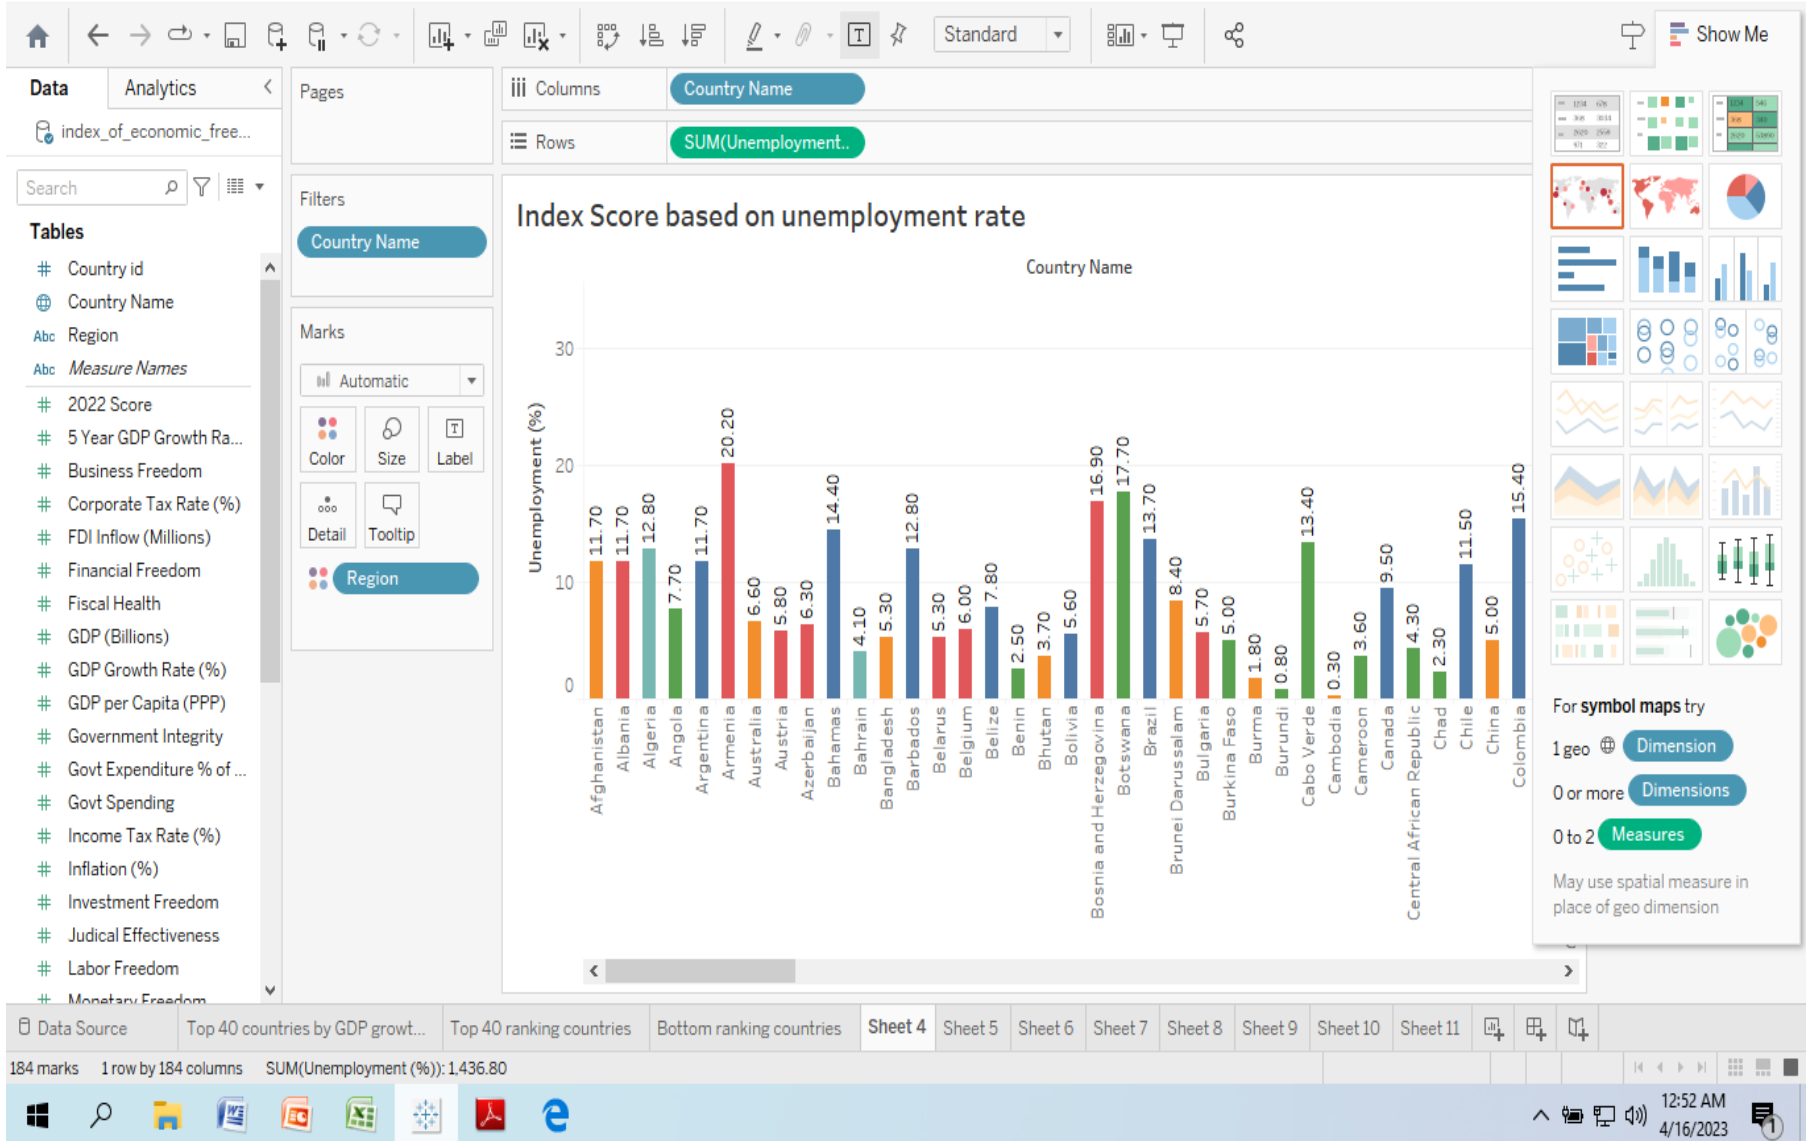 Standard
Show Me
Data
Analytics
index_of_economic_free...
Search
Tables
Country id
Country Name
Abc Region
Abc Measure Names
2022 Score
5 Year GDP Growth Ra...
Business Freedom
Corporate Tax Rate (%)
FDI Inflow (Millions)
Financial Freedom
Fiscal Health
GDP (Billions)
GDP Growth Rate (%)
GDP per Capita (PPP)
Government Integrity
Govt Expenditure % of ...
Govt Spending
Income Tax Rate (%)
Inflation (%)
Investment Freedom
Judical Effectiveness
Labor Freedom
Monetary Freedom
Pages
Filters
Country Name
Marks
Automatic
Color
Size
Label
Detail
Tooltip
Region
Columns
Country Name
Rows
SUM(Unemployment..
Index Score based on unemployment rate
Country Name
Unemployment (%)
30
20
10
0
11.70
11.70
12.80
7.70
11.70
20.20
6.60
5.80
6.30
14.40
4.10
5.30
12.80
5.30
6.00
7.80
2.50
3.70
5.60
16.90
17.70
13.70
8.40
5.70
5.00
1.80
0.80
13.40
0.30
3.60
9.50
4.30
2.30
11.50
5.00
15.40
Afghanistan
Albania
Algeria
Angola
Argentina
Armenia
Australia
Austria
Azerbaijan
Bahamas
Bahrain
Bangladesh
Barbados
Belarus
Belgium
Belize
Benin
Bhutan
Bolivia
Bosnia and Herzegovina
Botswana
Brazil
Brunei Darussalam
Bulgaria
Burkina Faso
Burma
Burundi
Cabo Verde
Cambodia
Cameroon
Canada
Central African Republic
Chad
Chile
China
Colombia
For symbol maps try
1 geo Dimension
0 or more Dimensions
0 to 2 Measures
May use spatial measure in
place of geo dimension
Data Source
Top 40 countries by GDP growt...
Top 40 ranking countries
Bottom ranking countries
Sheet 4
Sheet 5
Sheet 6
Sheet 7
Sheet 8
Sheet 9
Sheet 10
Sheet 11
184 marks
1 row by 184 columns
SUM(Unemployment (%)): 1,436.80
12:52 AM
4/16/2023
1